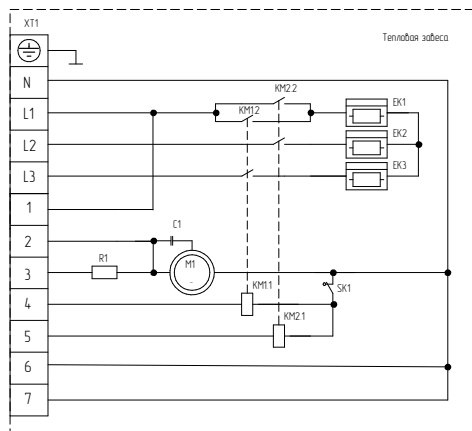 XT1
Тепловая завеса
N
KM2.2
L1
KM1.2
EK1
L2
EK2
L3
EK3
1
2
C1
3
R1
M1
~
SK1
4
KM1.1
5
KM2.1
6
7